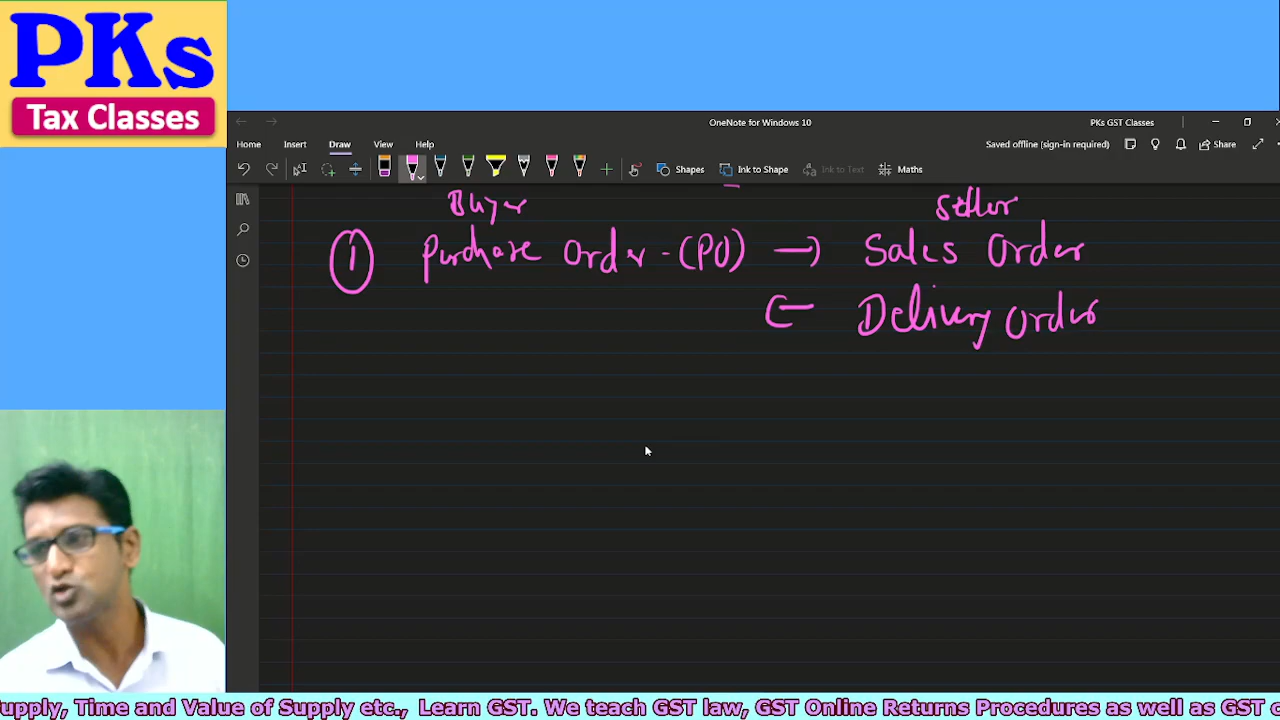 PKs
Tax Classes
OneNote for Windows 10
PKs GST Classes
Home Insert Draw View Help
Saved offline (sign-in required)
Share
Shapes
Ink to Shape
Ink to Text
Maths
Buyer Seller
① Purchase Order - (PO) → Sales Order
← Delivery Order
upply, Time and Value of Supply etc., Learn GST. We teach GST law, GST Online Returns Procedures as well as GST